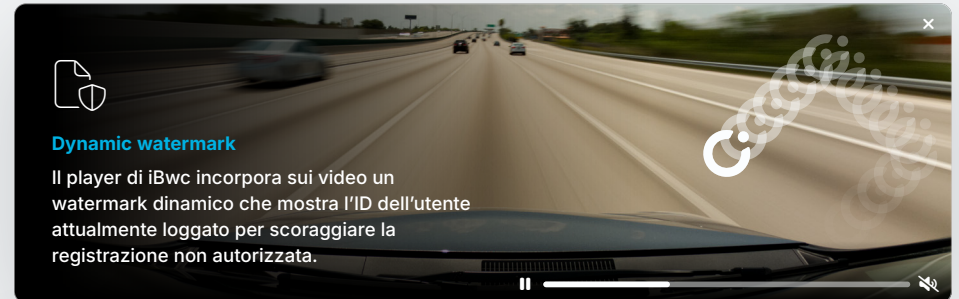 Dynamic watermark
Il player di iBwc incorpora sui video un
watermark dinamico che mostra l’ID dell’utente
attualmente loggato per scoraggiare la
registrazione non autorizzata.